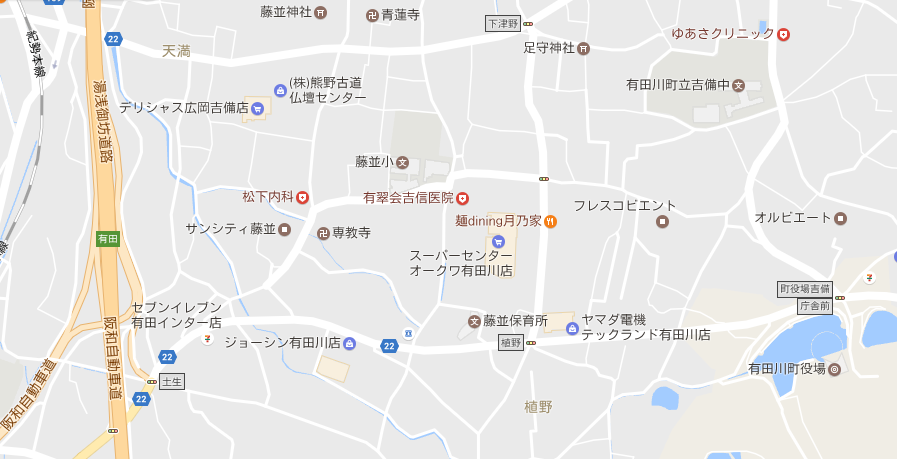 22
藤並神社
青蓮寺
下津野
22
天満
紀勢本線
足守神社
ゆあさクリニック
湯浅御坊道路
(株)熊野古道
仏壇センター
有田川町立吉備中
デリシャス広岡吉備店
藤並小
松下内科
有翠会吉信医院
麺dining月乃家
フレスコピエント
オルビエート
サンシティ藤並
専教寺
有田
スーパーセンター
オークワ有田川店
町役場吉備
庁舎前
セブンイレブン
有田インター店
藤並保育所
ヤマダ電機
テックランド有田川店
植野
ジョーシン有田川店
22
22
土生
22
阪和自動車道
阪和自動車道
有田川町役場
植野